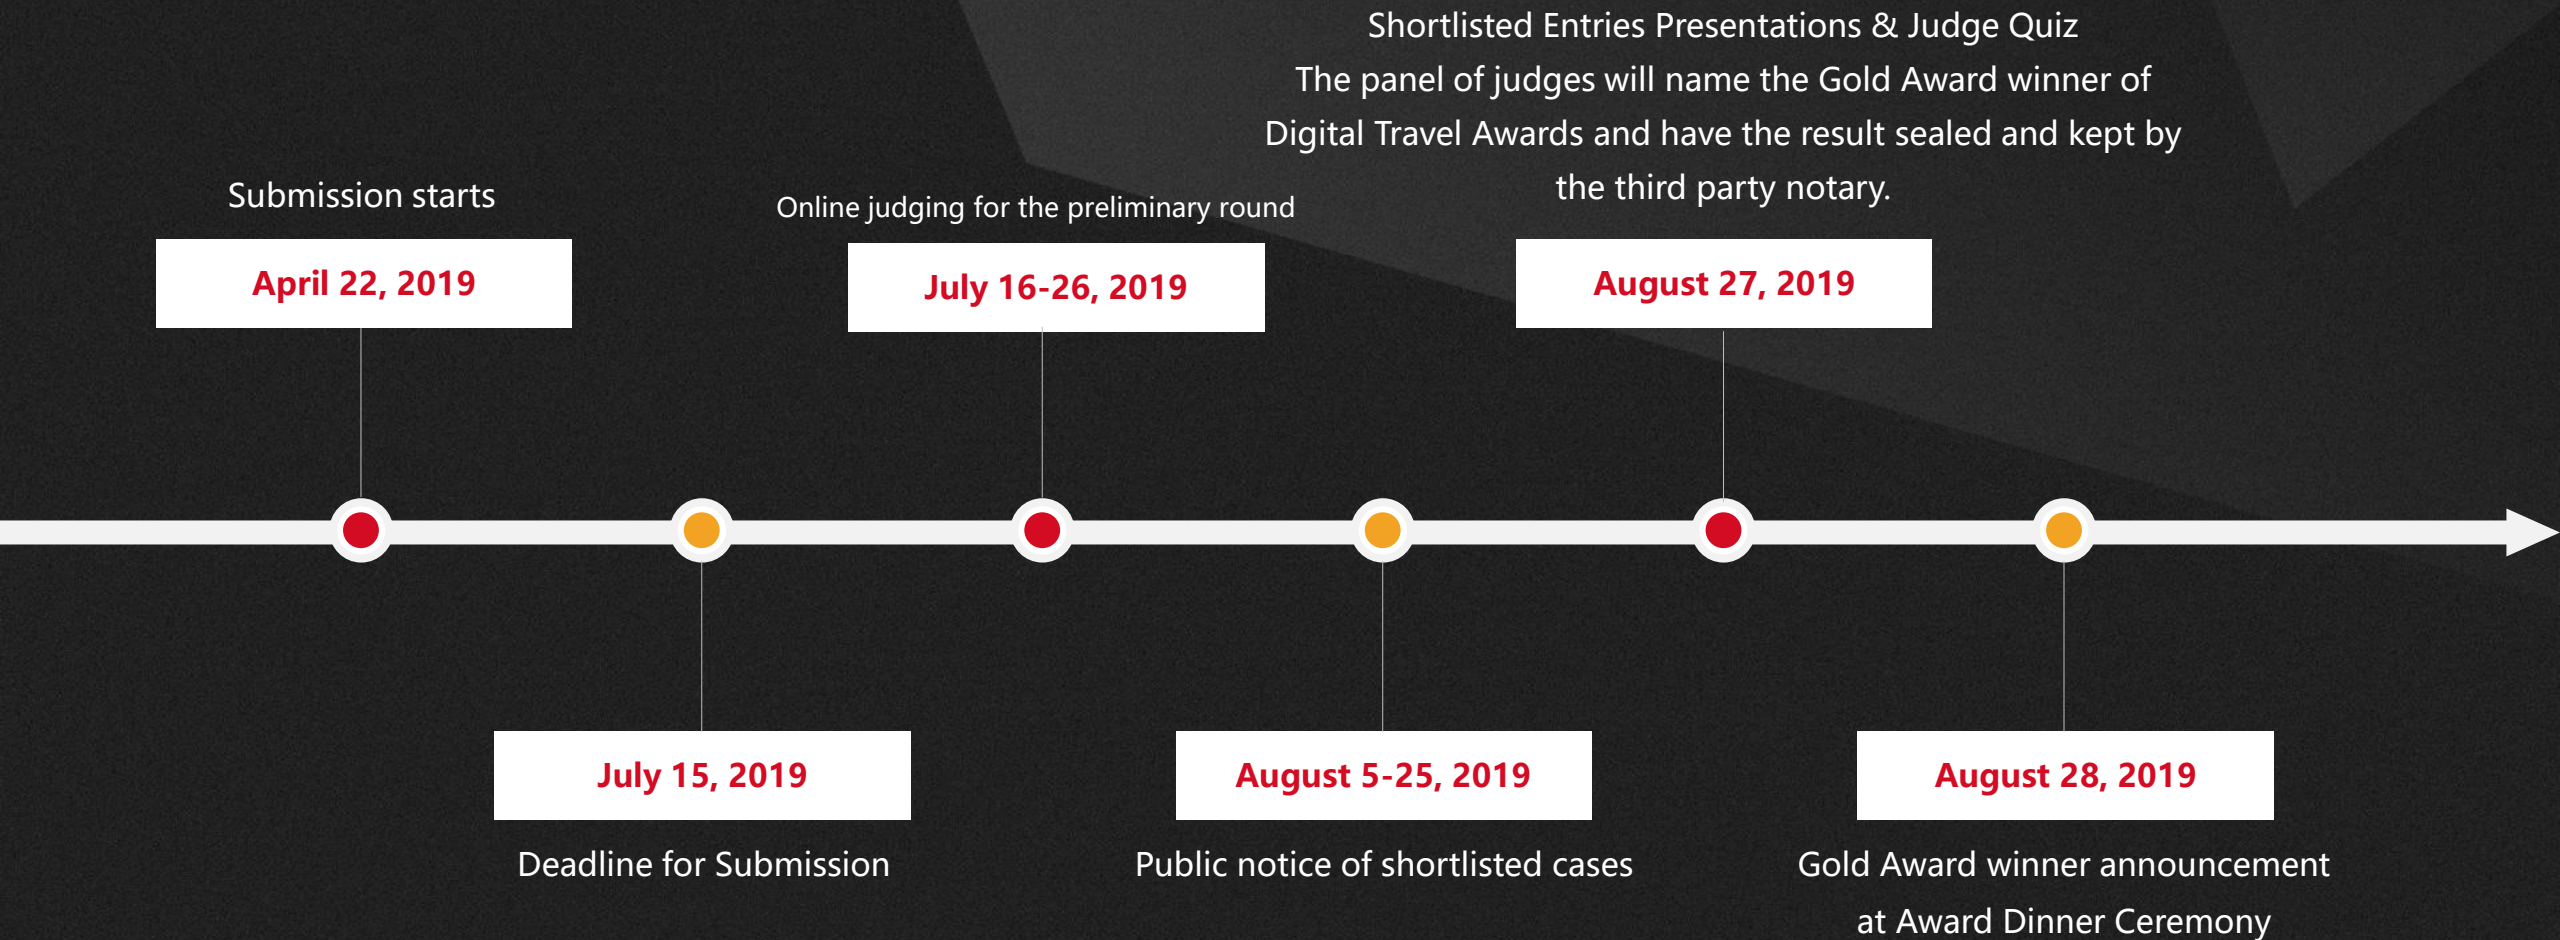 Submission starts
April 22, 2019
July 15, 2019
Deadline for Submission
Online judging for the preliminary round
July 16-26, 2019
August 5-25, 2019
Public notice of shortlisted cases
Shortlisted Entries Presentations & Judge Quiz
The panel of judges will name the Gold Award winner of
Digital Travel Awards and have the result sealed and kept by
the third party notary.
August 27, 2019
August 28, 2019
Gold Award winner announcement
at Award Dinner Ceremony